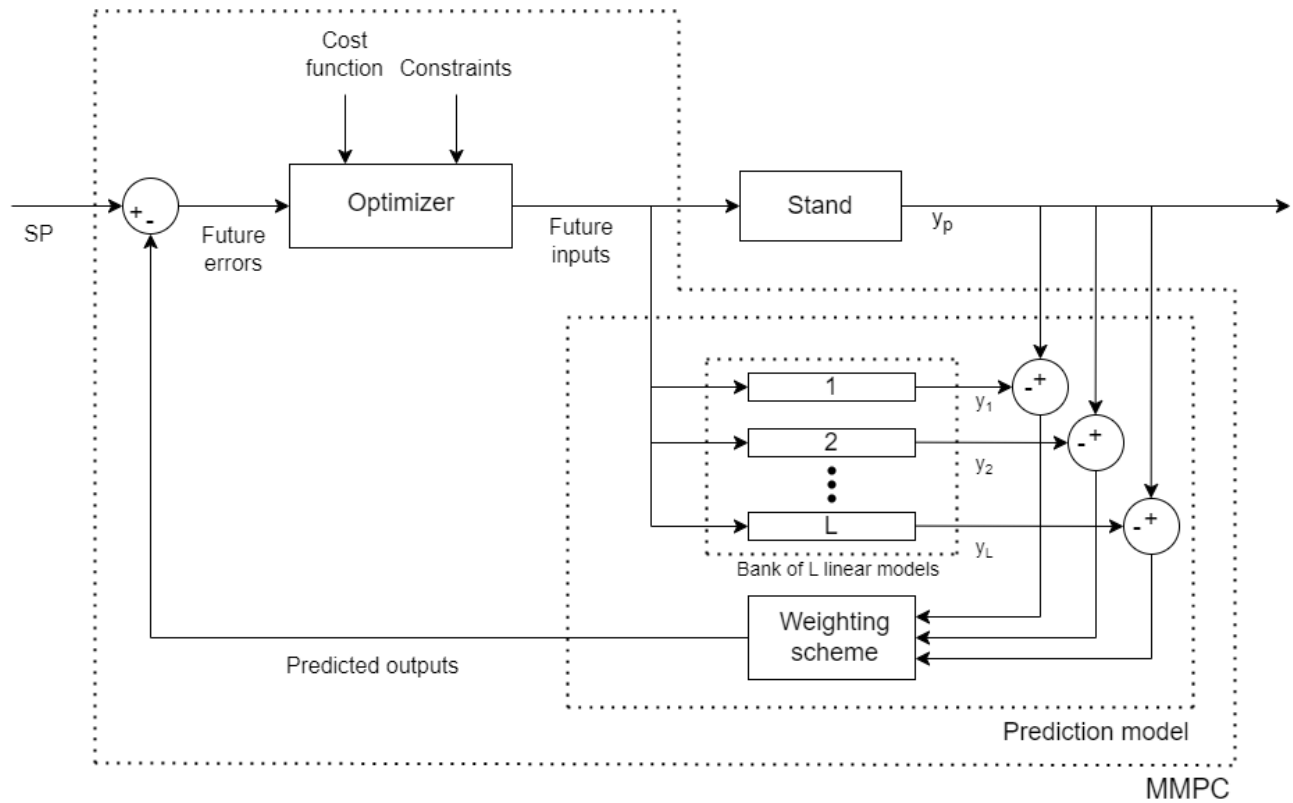 Cost
function
Constraints
Optimizer
Stand
+
-
SP
Future
errors
Future
inputs
yp
1
y1
- +
2
y2
- +
L
yL
- +
Bank of L linear models
Weighting
scheme
Predicted outputs
Prediction model
MMPC